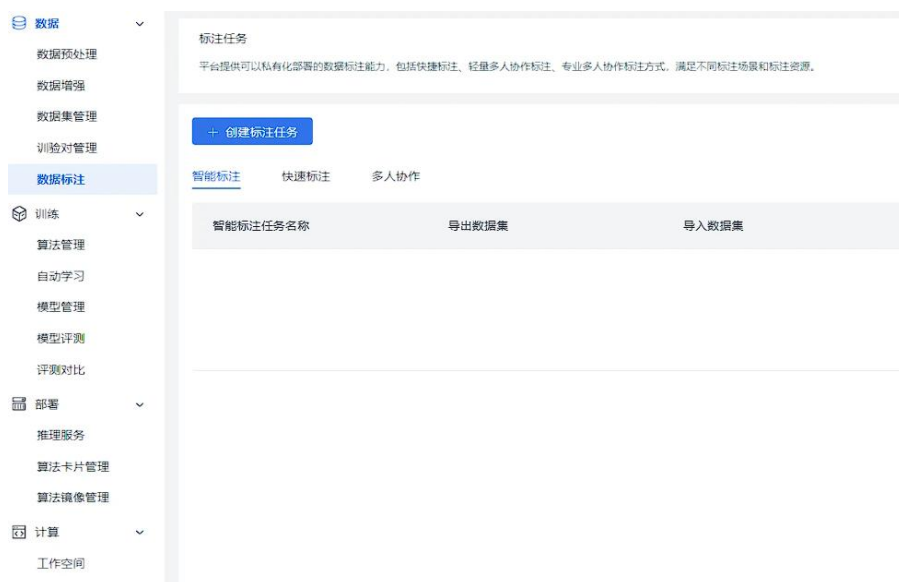 数据
数据预处理
数据增强
数据集管理
训验对管理
数据标注
训练
算法管理
自动学习
模型管理
模型评测
评测对比
部署
推理服务
算法卡片管理
算法镜像管理
计算
工作空间
标注任务
平台提供可以私有化部署的数据标注能力，包括快捷标注、轻量多人协作标注、专业多人协作标注方式，满足不同标注场景和标注资源。
+ 创建标注任务
智能标注 快速标注 多人协作
智能标注任务名称 导出数据集 导入数据集